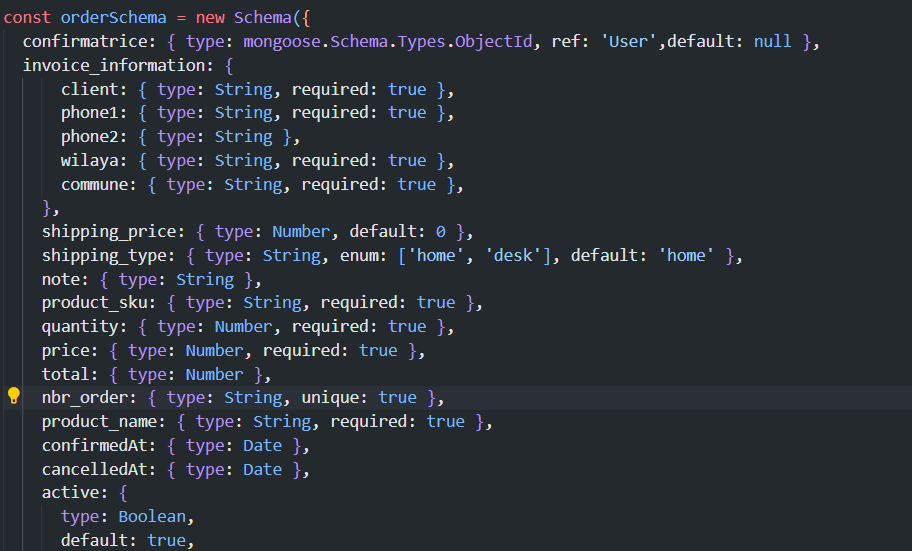 const orderSchema = new Schema({
confirmatrice: { type: mongoose.Schema.Types.ObjectId, ref: 'User',default: null },
invoice_information: {
client: { type: String, required: true },
phone1: { type: String, required: true },
phone2: { type: String },
wilaya: { type: String, required: true },
commune: { type: String, required: true },
},
shipping_price: { type: Number, default: 0 },
shipping_type: { type: String, enum: ['home', 'desk'], default: 'home' },
note: { type: String },
product_sku: { type: String, required: true },
quantity: { type: Number, required: true },
price: { type: Number, required: true },
total: { type: Number },
nbr_order: { type: String, unique: true },
product_name: { type: String, required: true },
confirmedAt: { type: Date },
cancelledAt: { type: Date },
active: {
type: Boolean,
default: true,